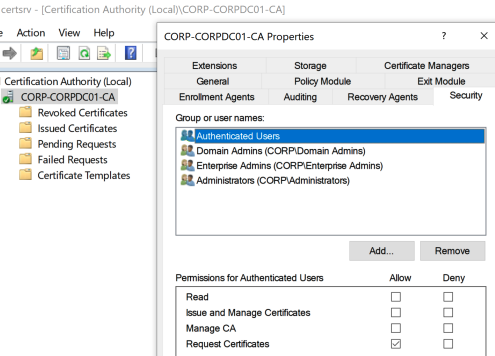 certsrv - [Certification Authority (Local)\CORP-CORPDC01-CA]
Action View Help
Certification Authority (Local)
CORP-CORPDC01-CA
Revoked Certificates
Issued Certificates
Pending Requests
Failed Requests
Certificate Templates
CORP-CORPDC01-CA Properties ? ×
Extensions Storage Certificate Managers
General Policy Module Exit Module
Enrollment Agents Auditing Recovery Agents Security
Group or user names:
Authenticated Users
Domain Admins (CORP\Domain Admins)
Enterprise Admins (CORP\Enterprise Admins)
Administrators (CORP\Administrators)
Add... Remove
Permissions for Authenticated Users Allow Deny
Read
Issue and Manage Certificates
Manage CA
Request Certificates